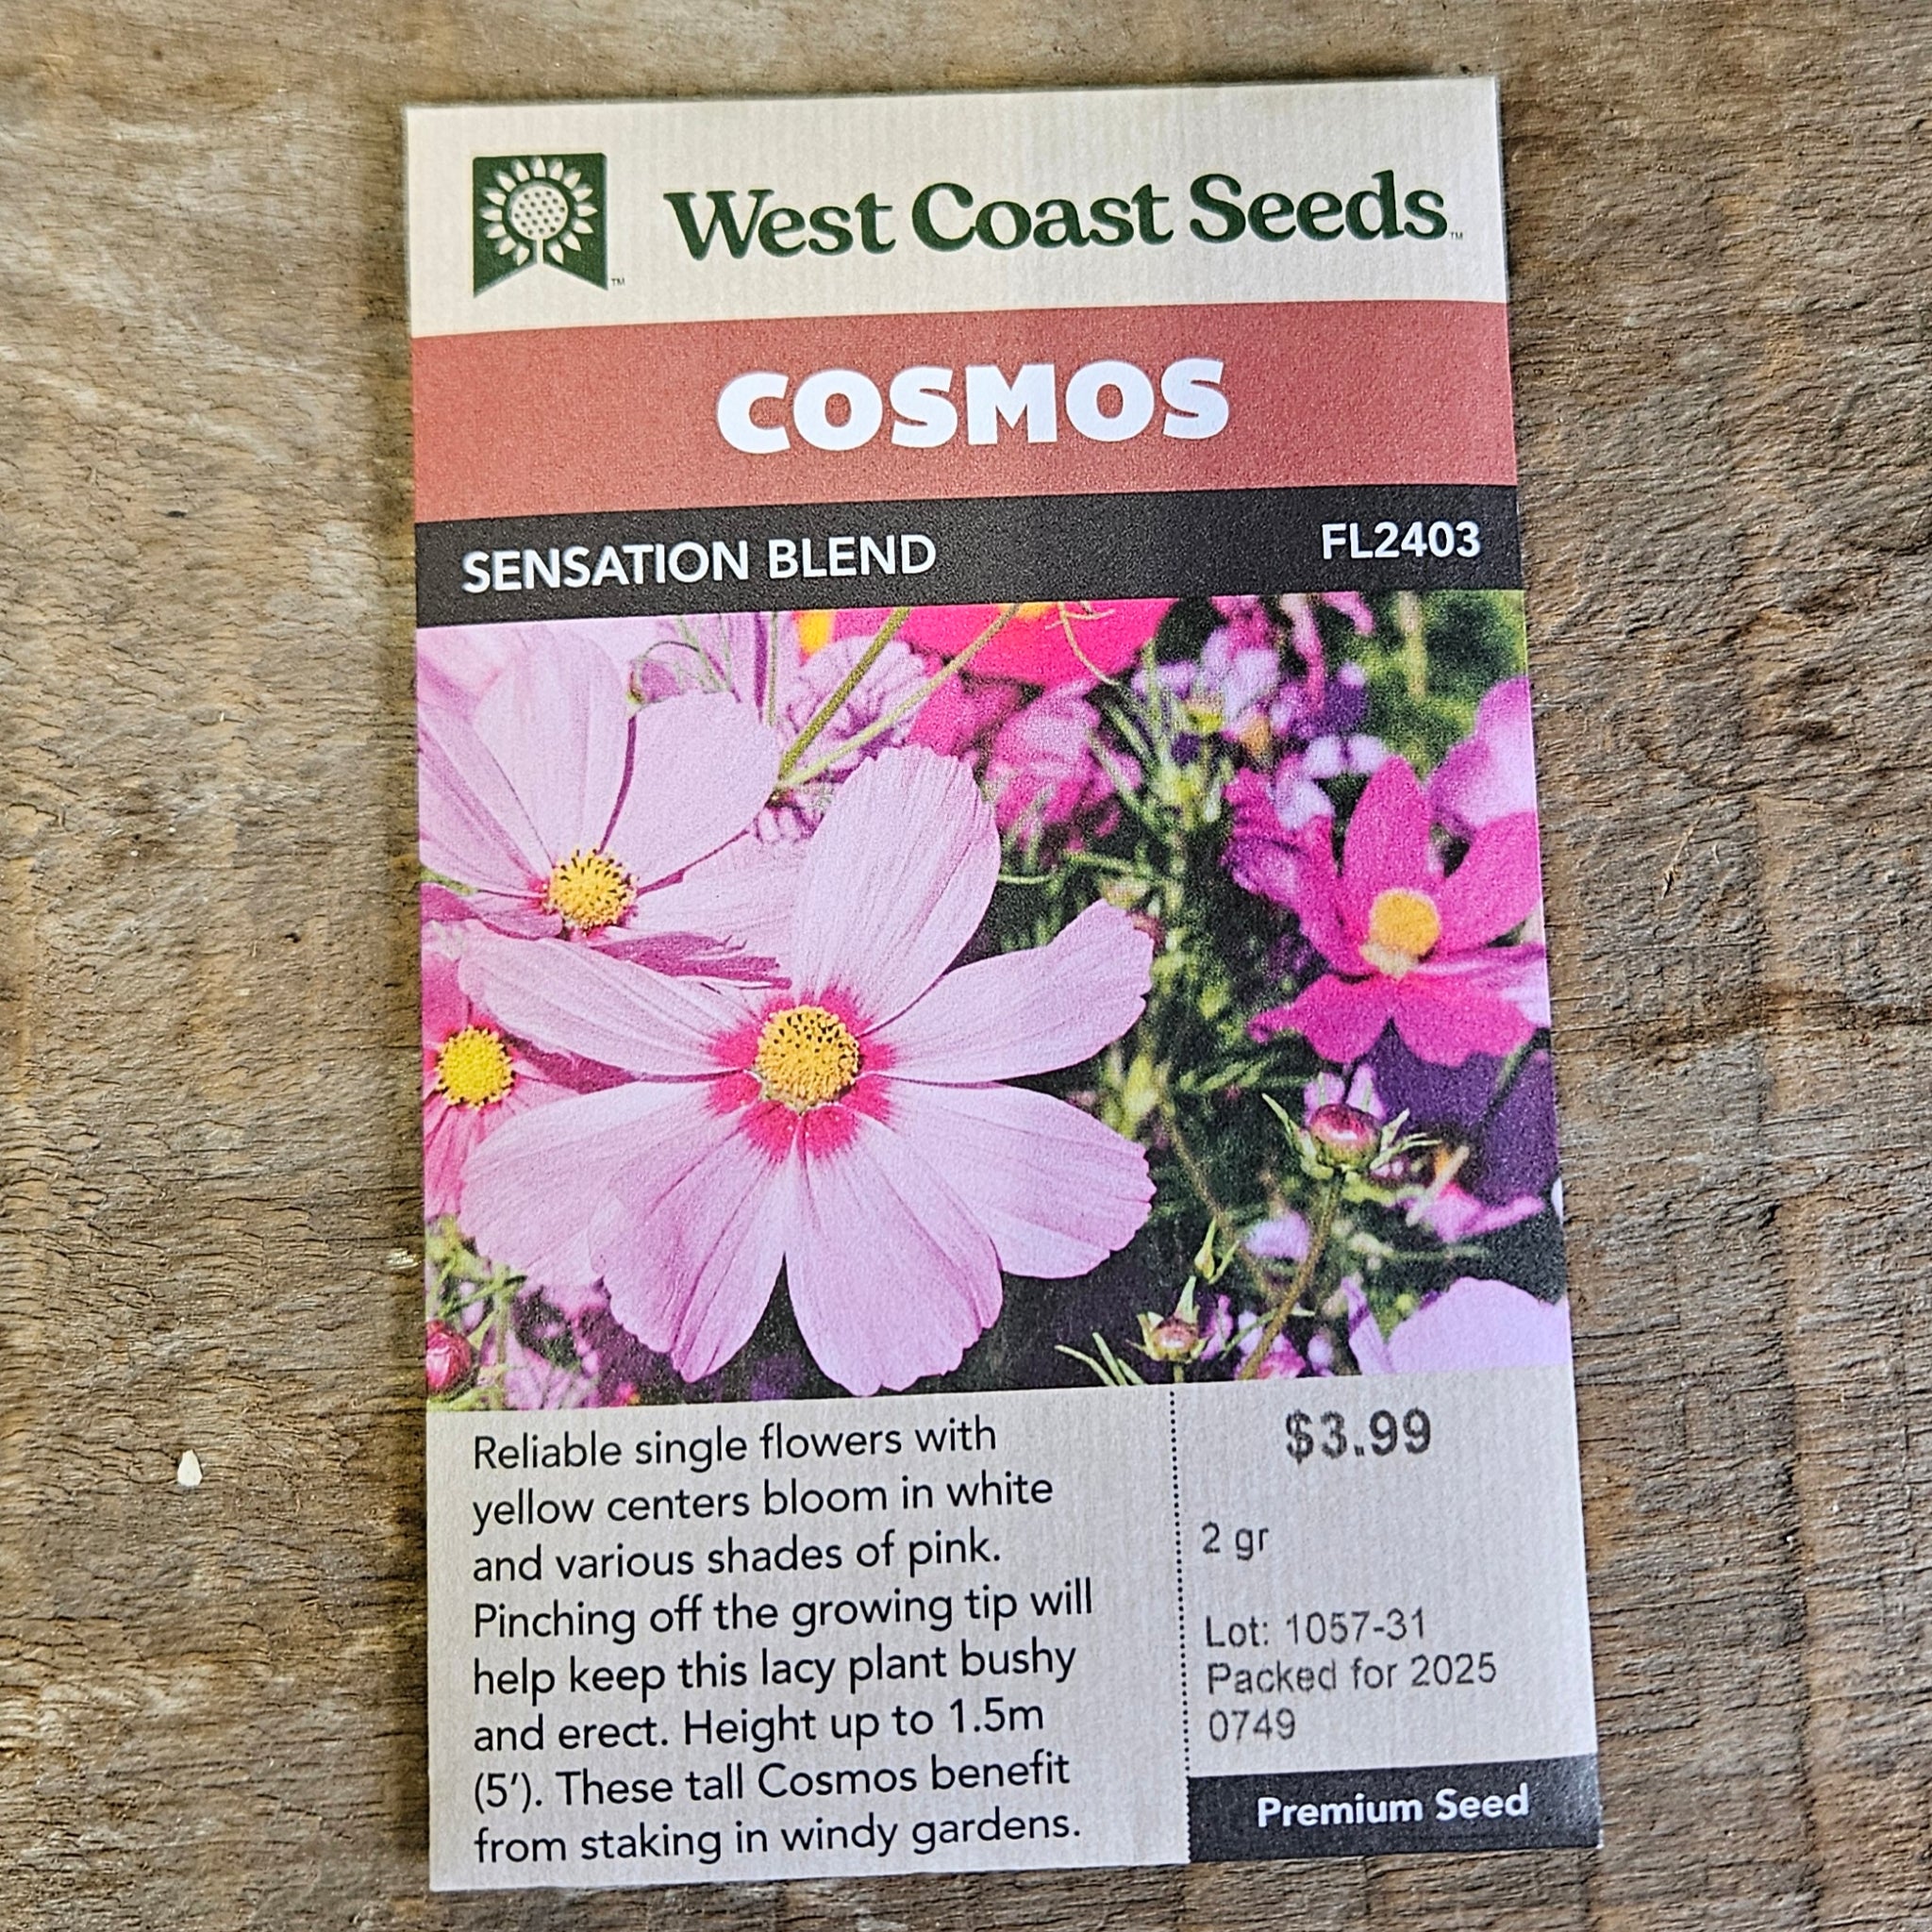 West Coast Seeds™
™
COSMOS
SENSATION BLEND
FL2403
Reliable single flowers with
yellow centers bloom in white
and various shades of pink.
Pinching off the growing tip will
help keep this lacy plant bushy
and erect. Height up to 1.5m
(5’). These tall Cosmos benefit
from staking in windy gardens.
$3.99
2 gr
Lot: 1057-31
Packed for 2025
0749
Premium Seed